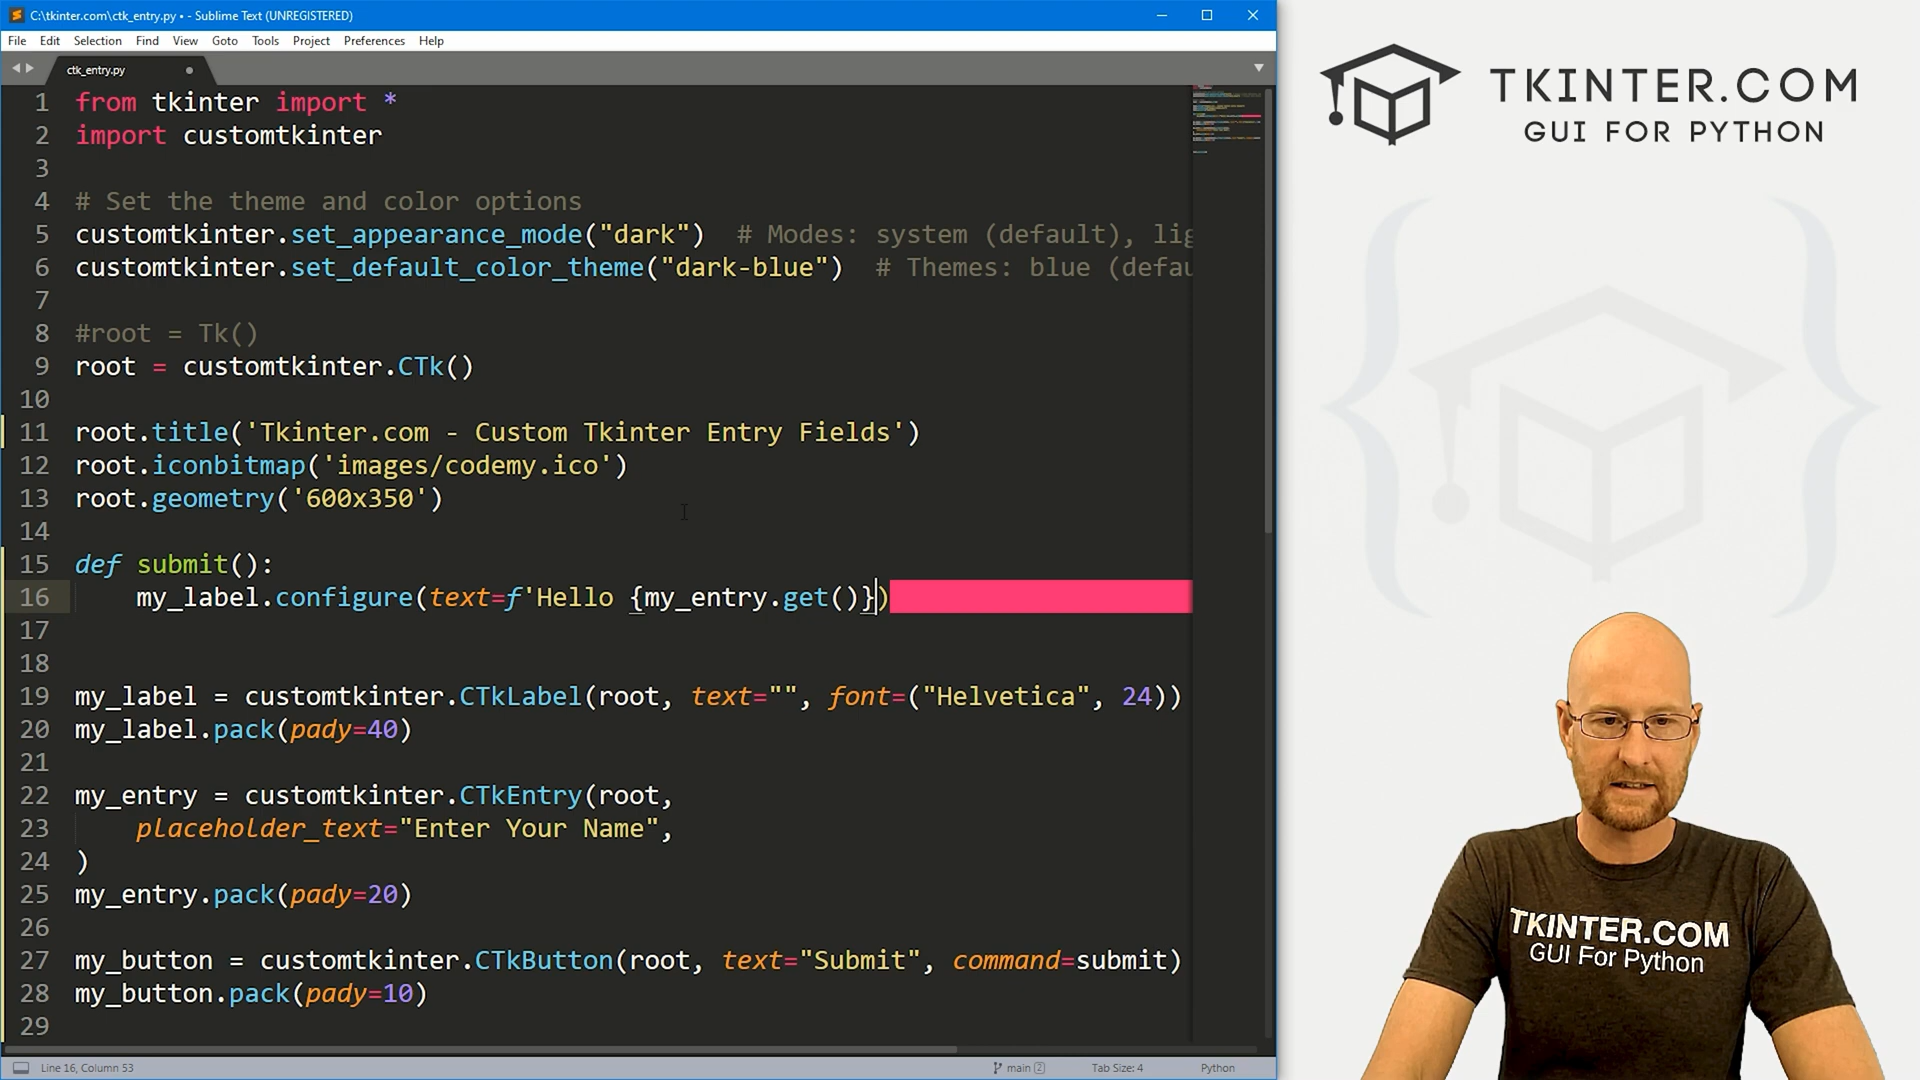 C:\tkinter.com\ctk_entry.py • - Sublime Text (UNREGISTERED)
File Edit Selection Find View Goto Tools Project Preferences Help
ctk_entry.py
1 from tkinter import *
2 import customtkinter
3
4 # Set the theme and color options
5 customtkinter.set_appearance_mode("dark")  # Modes: system (default), lig
6 customtkinter.set_default_color_theme("dark-blue")  # Themes: blue (defau
7
8 #root = Tk()
9 root = customtkinter.CTk()
10
11 root.title('Tkinter.com - Custom Tkinter Entry Fields')
12 root.iconbitmap('images/codemy.ico')
13 root.geometry('600x350')
14
15 def submit():
16     my_label.configure(text=f'Hello {my_entry.get()})
17
18
19 my_label = customtkinter.CTkLabel(root, text="", font=("Helvetica", 24))
20 my_label.pack(pady=40)
21
22 my_entry = customtkinter.CTkEntry(root,
23     placeholder_text="Enter Your Name",
24 )
25 my_entry.pack(pady=20)
26
27 my_button = customtkinter.CTkButton(root, text="Submit", command=submit)
28 my_button.pack(pady=10)
29
Line 16, Column 53 main 2 Tab Size: 4 Python
TKINTER.COM
GUI FOR PYTHON
TKINTER.COM
GUI For Python